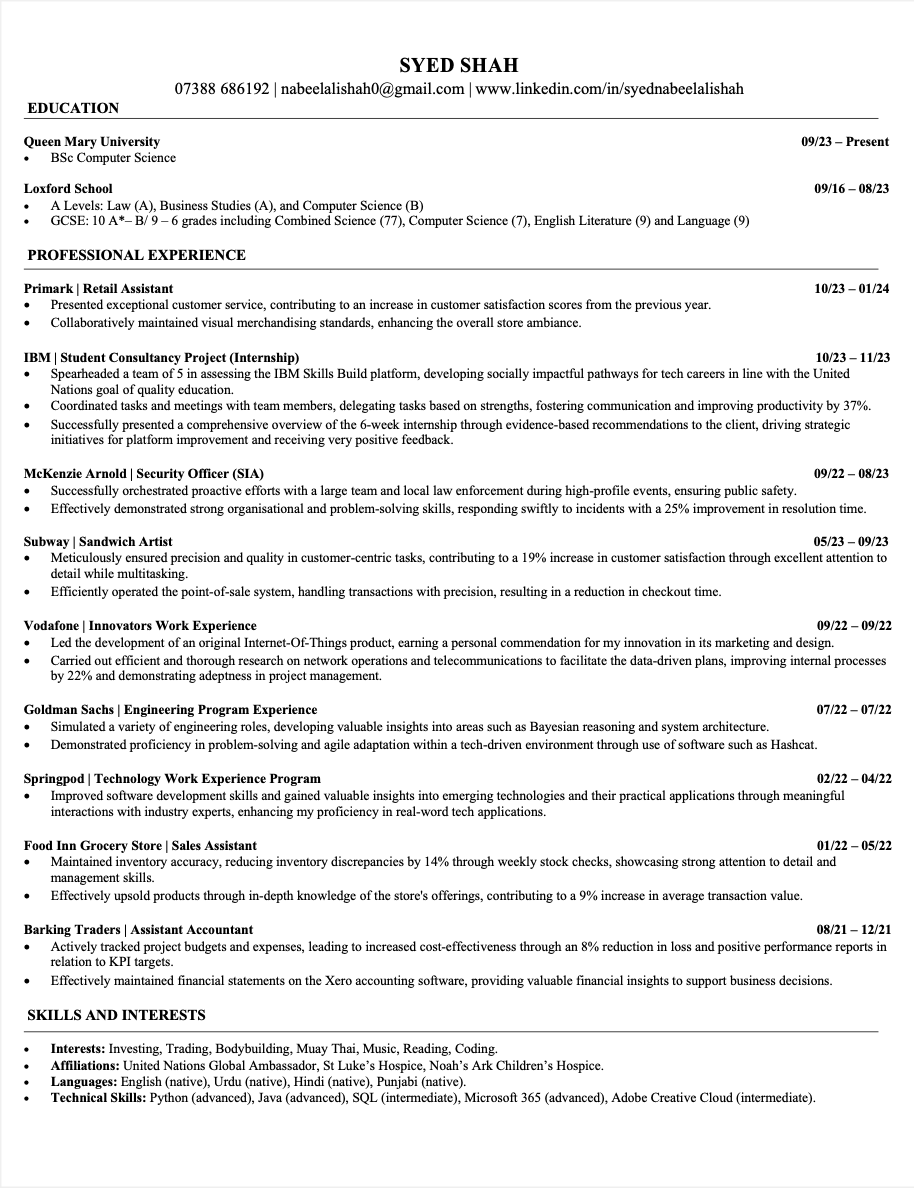 SYED SHAH
07388 686192 | nabeelalishah0@gmail.com | www.linkedin.com/in/syednabeelalishah
EDUCATION
Queen Mary University 09/23 – Present
• BSc Computer Science
Loxford School 09/16 – 08/23
• A Levels: Law (A), Business Studies (A), and Computer Science (B)
• GCSE: 10 A*– B/ 9 – 6 grades including Combined Science (77), Computer Science (7), English Literature (9) and Language (9)
PROFESSIONAL EXPERIENCE
Primark | Retail Assistant 10/23 – 01/24
• Presented exceptional customer service, contributing to an increase in customer satisfaction scores from the previous year.
• Collaboratively maintained visual merchandising standards, enhancing the overall store ambiance.
IBM | Student Consultancy Project (Internship) 10/23 – 11/23
• Spearheaded a team of 5 in assessing the IBM Skills Build platform, developing socially impactful pathways for tech careers in line with the United
Nations goal of quality education.
• Coordinated tasks and meetings with team members, delegating tasks based on strengths, fostering communication and improving productivity by 37%.
• Successfully presented a comprehensive overview of the 6-week internship through evidence-based recommendations to the client, driving strategic
initiatives for platform improvement and receiving very positive feedback.
McKenzie Arnold | Security Officer (SIA) 09/22 – 08/23
• Successfully orchestrated proactive efforts with a large team and local law enforcement during high-profile events, ensuring public safety.
• Effectively demonstrated strong organisational and problem-solving skills, responding swiftly to incidents with a 25% improvement in resolution time.
Subway | Sandwich Artist 05/23 – 09/23
• Meticulously ensured precision and quality in customer-centric tasks, contributing to a 19% increase in customer satisfaction through excellent attention to
detail while multitasking.
• Efficiently operated the point-of-sale system, handling transactions with precision, resulting in a reduction in checkout time.
Vodafone | Innovators Work Experience 09/22 – 09/22
• Led the development of an original Internet-Of-Things product, earning a personal commendation for my innovation in its marketing and design.
• Carried out efficient and thorough research on network operations and telecommunications to facilitate the data-driven plans, improving internal processes
by 22% and demonstrating adeptness in project management.
Goldman Sachs | Engineering Program Experience 07/22 – 07/22
• Simulated a variety of engineering roles, developing valuable insights into areas such as Bayesian reasoning and system architecture.
• Demonstrated proficiency in problem-solving and agile adaptation within a tech-driven environment through use of software such as Hashcat.
Springpod | Technology Work Experience Program 02/22 – 04/22
• Improved software development skills and gained valuable insights into emerging technologies and their practical applications through meaningful
interactions with industry experts, enhancing my proficiency in real-word tech applications.
Food Inn Grocery Store | Sales Assistant 01/22 – 05/22
• Maintained inventory accuracy, reducing inventory discrepancies by 14% through weekly stock checks, showcasing strong attention to detail and
management skills.
• Effectively upsold products through in-depth knowledge of the store's offerings, contributing to a 9% increase in average transaction value.
Barking Traders | Assistant Accountant 08/21 – 12/21
• Actively tracked project budgets and expenses, leading to increased cost-effectiveness through an 8% reduction in loss and positive performance reports in
relation to KPI targets.
• Effectively maintained financial statements on the Xero accounting software, providing valuable financial insights to support business decisions.
SKILLS AND INTERESTS
• Interests: Investing, Trading, Bodybuilding, Muay Thai, Music, Reading, Coding.
• Affiliations: United Nations Global Ambassador, St Luke’s Hospice, Noah’s Ark Children’s Hospice.
• Languages: English (native), Urdu (native), Hindi (native), Punjabi (native).
• Technical Skills: Python (advanced), Java (advanced), SQL (intermediate), Microsoft 365 (advanced), Adobe Creative Cloud (intermediate).